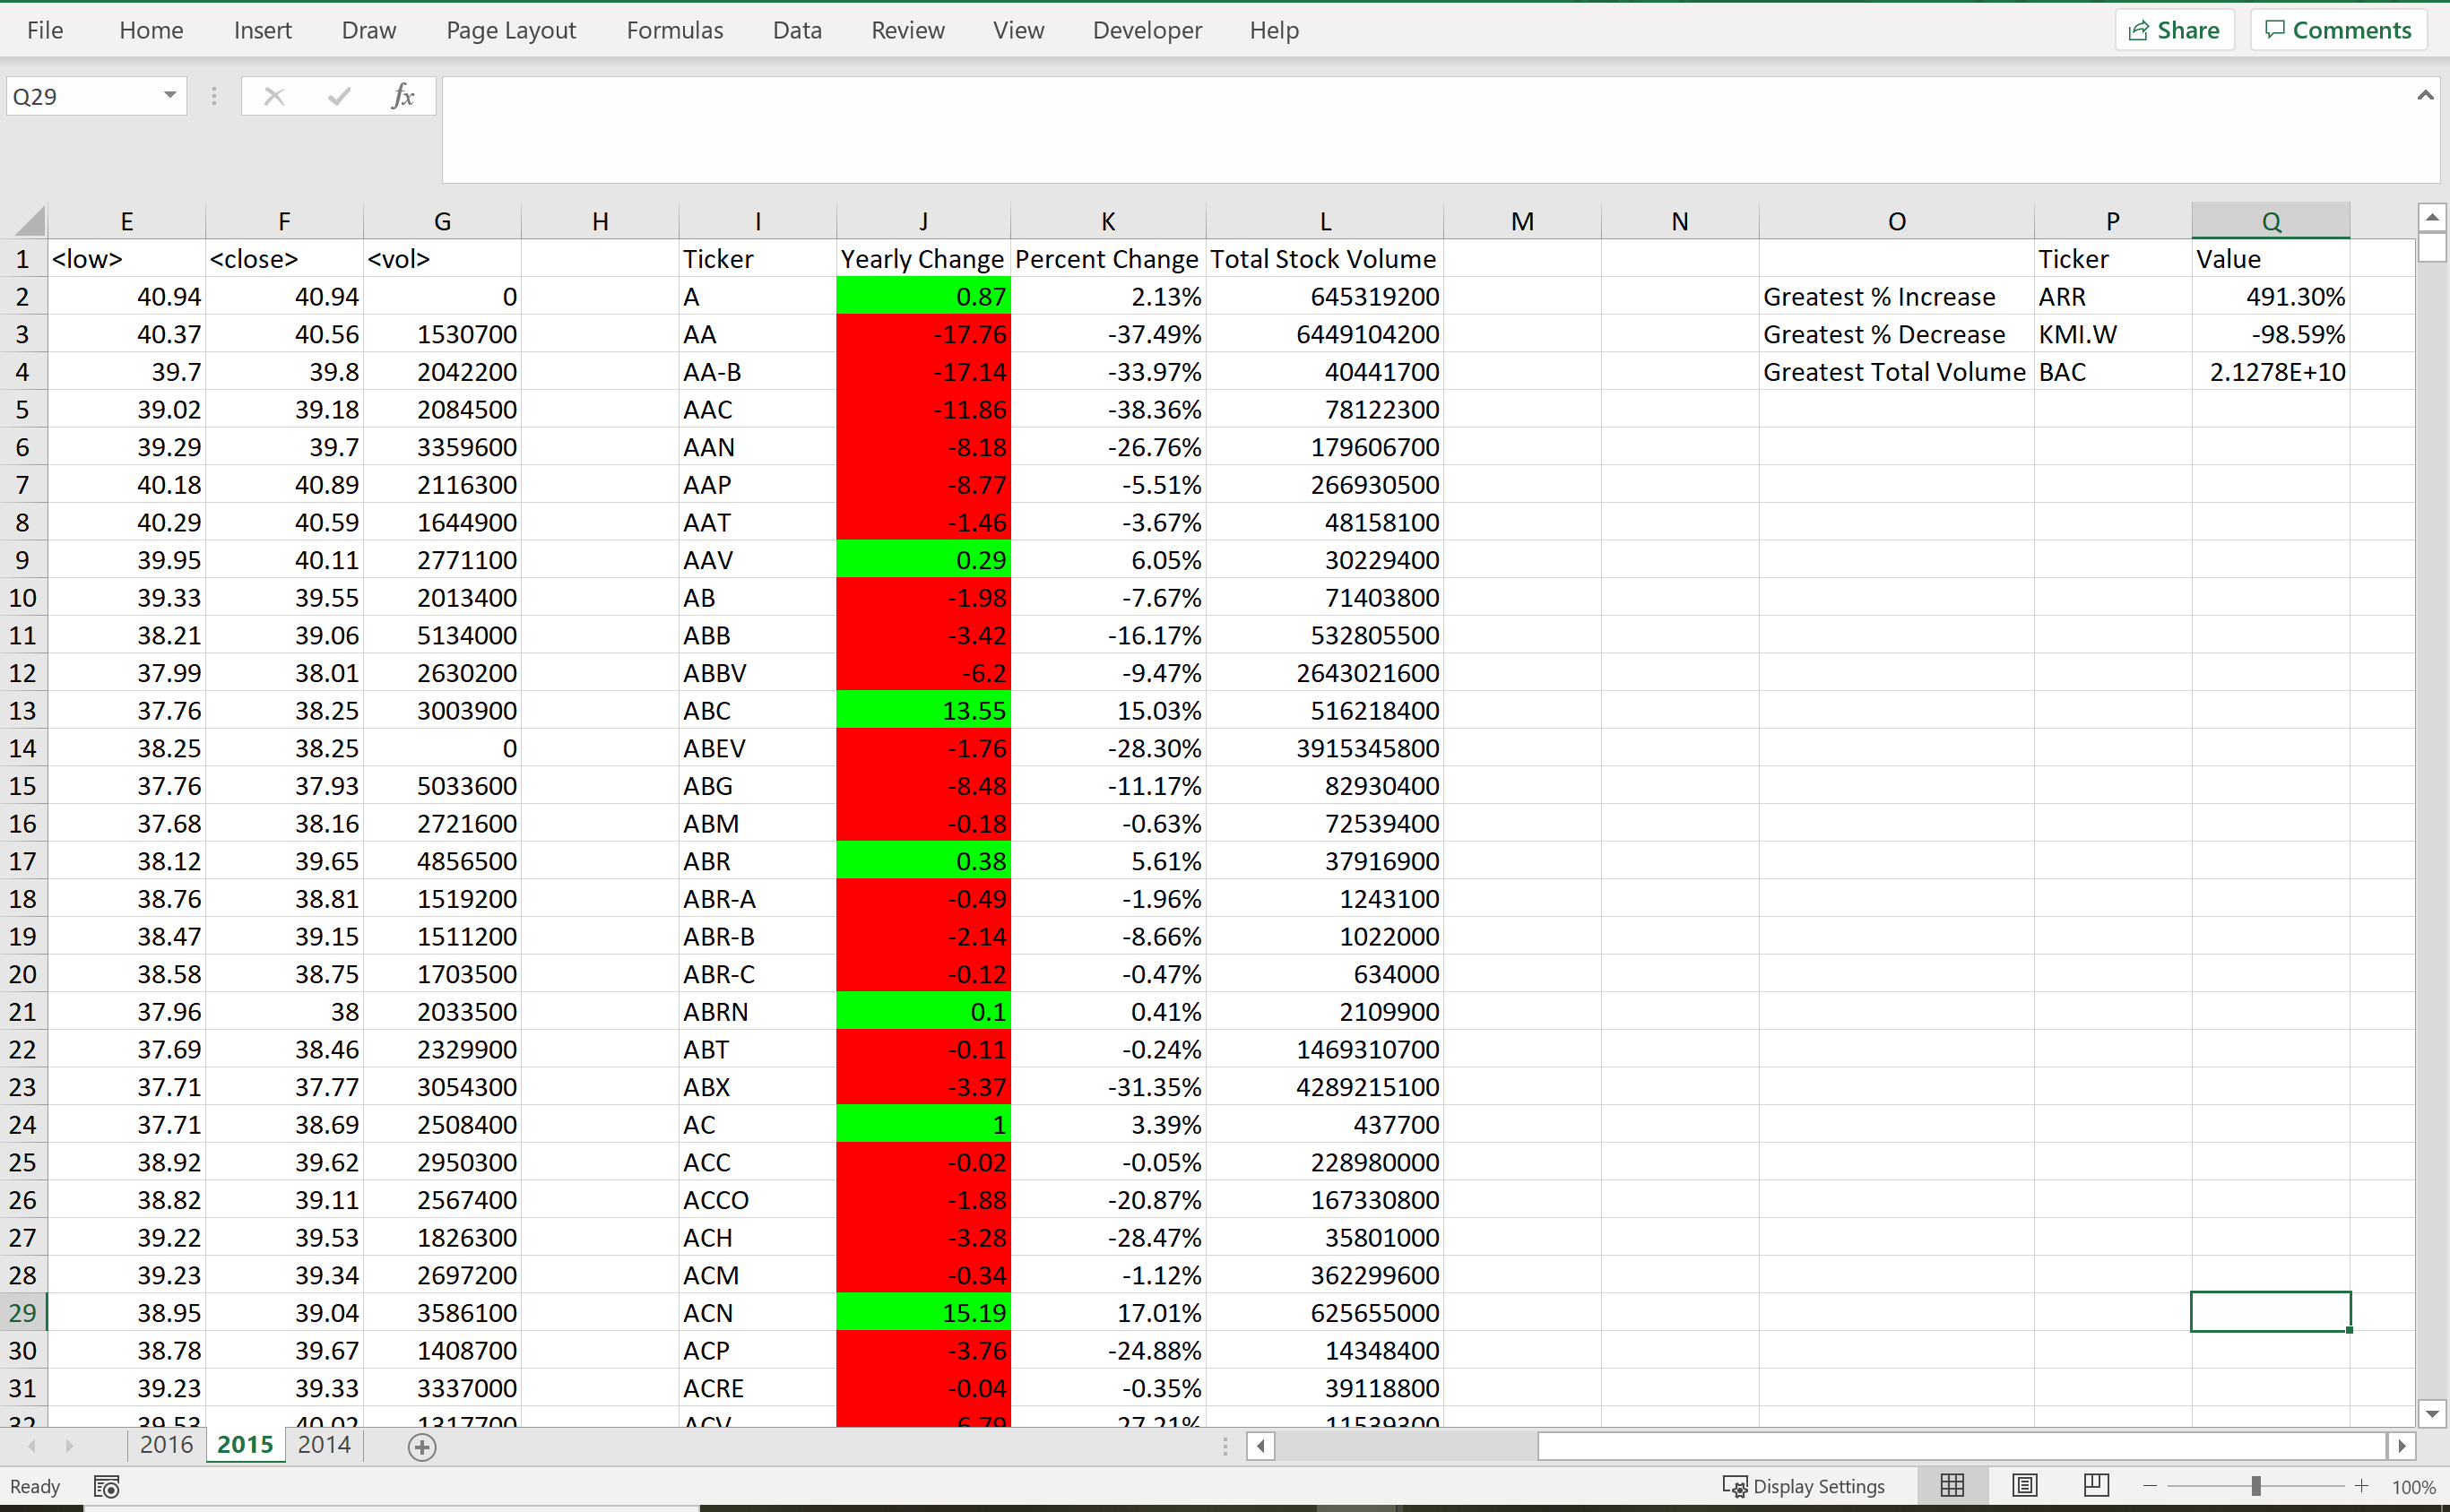 File Home Insert Draw Page Layout Formulas Data Review View Developer Help Share Comments
Q29 fx
E F G H I J K L M N O P Q
1 <low> <close> <vol> Ticker Yearly Change Percent Change Total Stock Volume Ticker Value
2 40.94 40.94 0 A 0.87 2.13% 645319200 Greatest % Increase ARR 491.30%
3 40.37 40.56 1530700 AA -17.76 -37.49% 6449104200 Greatest % Decrease KMI.W -98.59%
4 39.7 39.8 2042200 AA-B -17.14 -33.97% 40441700 Greatest Total Volume BAC 2.1278E+10
5 39.02 39.18 2084500 AAC -11.86 -38.36% 78122300
6 39.29 39.7 3359600 AAN -8.18 -26.76% 179606700
7 40.18 40.89 2116300 AAP -8.77 -5.51% 266930500
8 40.29 40.59 1644900 AAT -1.46 -3.67% 48158100
9 39.95 40.11 2771100 AAV 0.29 6.05% 30229400
10 39.33 39.55 2013400 AB -1.98 -7.67% 71403800
11 38.21 39.06 5134000 ABB -3.42 -16.17% 532805500
12 37.99 38.01 2630200 ABBV -6.2 -9.47% 2643021600
13 37.76 38.25 3003900 ABC 13.55 15.03% 516218400
14 38.25 38.25 0 ABEV -1.76 -28.30% 3915345800
15 37.76 37.93 5033600 ABG -8.48 -11.17% 82930400
16 37.68 38.16 2721600 ABM -0.18 -0.63% 72539400
17 38.12 39.65 4856500 ABR 0.38 5.61% 37916900
18 38.76 38.81 1519200 ABR-A -0.49 -1.96% 1243100
19 38.47 39.15 1511200 ABR-B -2.14 -8.66% 1022000
20 38.58 38.75 1703500 ABR-C -0.12 -0.47% 634000
21 37.96 38 2033500 ABRN 0.1 0.41% 2109900
22 37.69 38.46 2329900 ABT -0.11 -0.24% 1469310700
23 37.71 37.77 3054300 ABX -3.37 -31.35% 4289215100
24 37.71 38.69 2508400 AC 1 3.39% 437700
25 38.92 39.62 2950300 ACC -0.02 -0.05% 228980000
26 38.82 39.11 2567400 ACCO -1.88 -20.87% 167330800
27 39.22 39.53 1826300 ACH -3.28 -28.47% 35801000
28 39.23 39.34 2697200 ACM -0.34 -1.12% 362299600
29 38.95 39.04 3586100 ACN 15.19 17.01% 625655000
30 38.78 39.67 1408700 ACP -3.76 -24.88% 14348400
31 39.23 39.33 3337000 ACRE -0.04 -0.35% 39118800
32 39.53 40.02 1317700 ACV 6.79 27.21% 11539300
2016 2015 2014
Ready Display Settings 100%